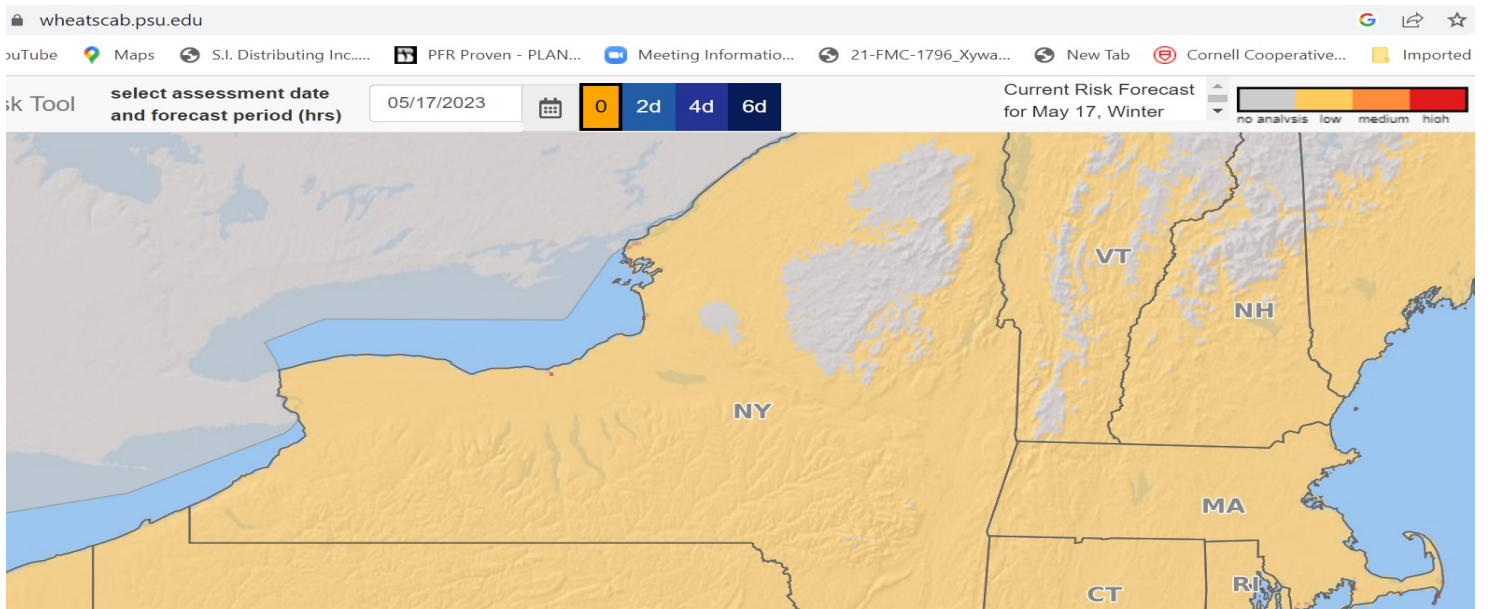 wheatscab.psu.edu
ouTube Maps S.I. Distributing Inc..... PFR Proven - PLAN... Meeting Informatio... 21-FMC-1796_Xywa... New Tab Cornell Cooperative... Imported
sk Tool
select assessment date
and forecast period (hrs)
05/17/2023
0 2d 4d 6d
Current Risk Forecast
for May 17, Winter
no analysis low medium high
VT
NH
NY
MA
CT
RI